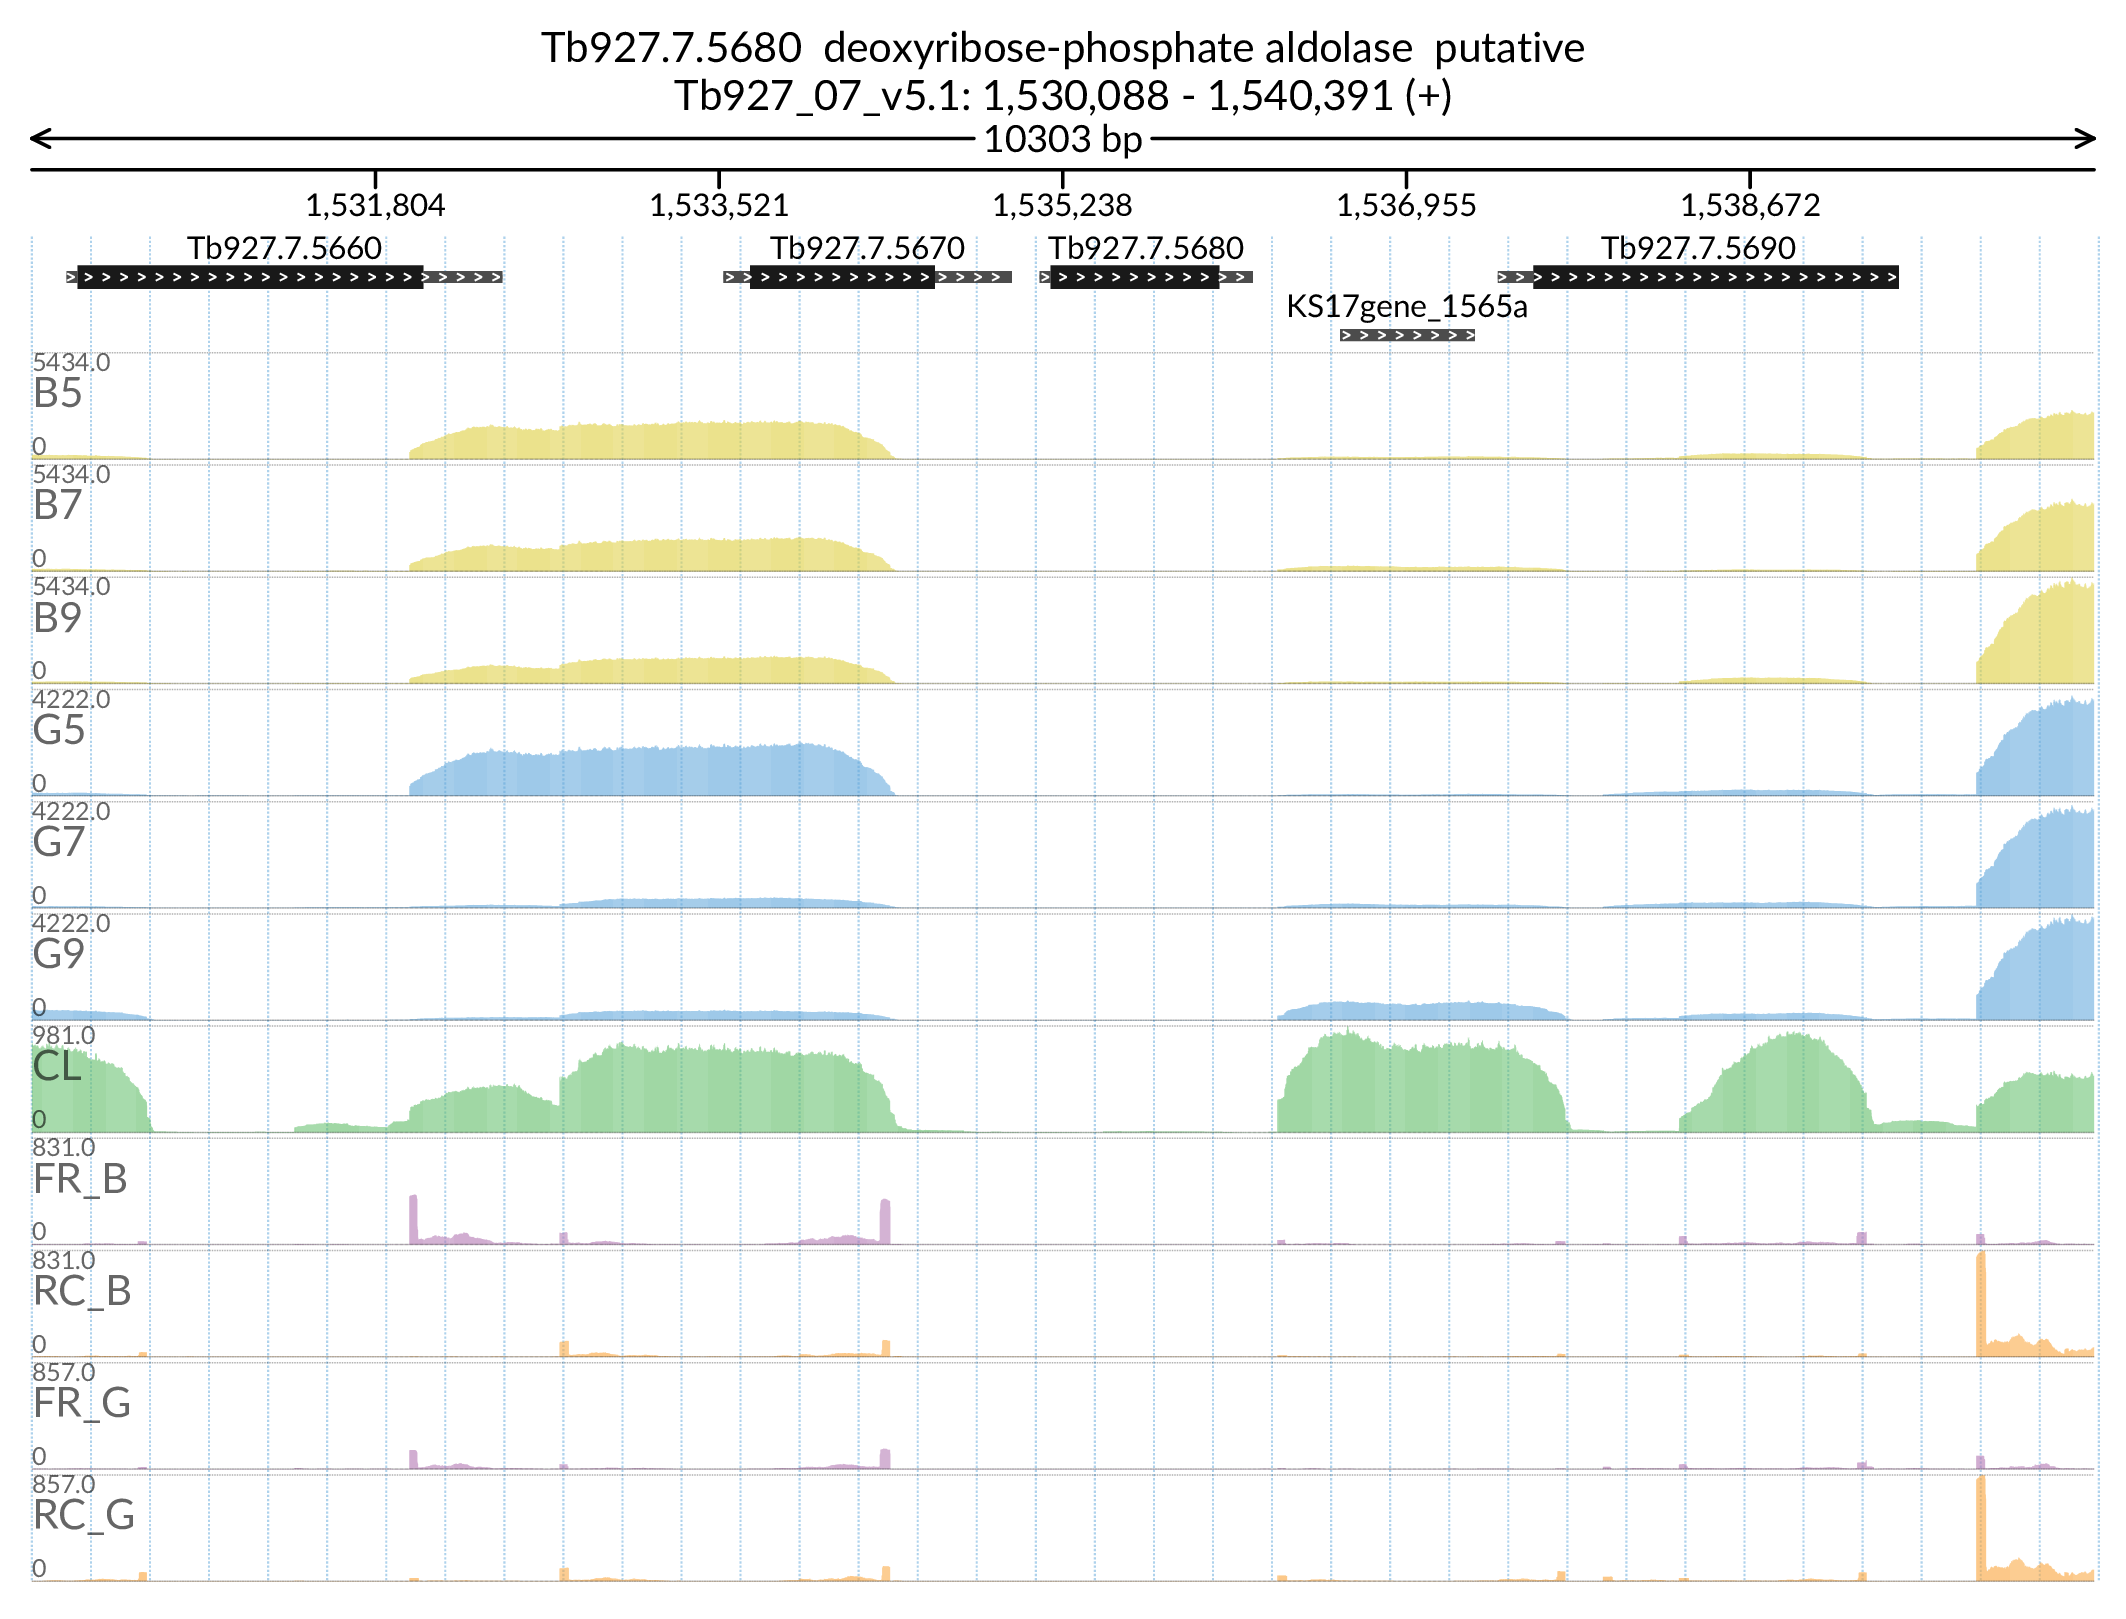 Tb927.7.5680 deoxyribose-phosphate aldolase putative
Tb927_07_v5.1: 1,530,088 - 1,540,391 (+)
10303 bp
1,531,804 1,533,521 1,535,238 1,536,955 1,538,672
Tb927.7.5660 Tb927.7.5670 Tb927.7.5680 Tb927.7.5690
KS17gene_1565a
5434.0
B5
0
5434.0
B7
0
5434.0
B9
0
4222.0
G5
0
4222.0
G7
0
4222.0
G9
0
981.0
CL
0
831.0
FR_B
0
831.0
RC_B
0
857.0
FR_G
0
857.0
RC_G
0